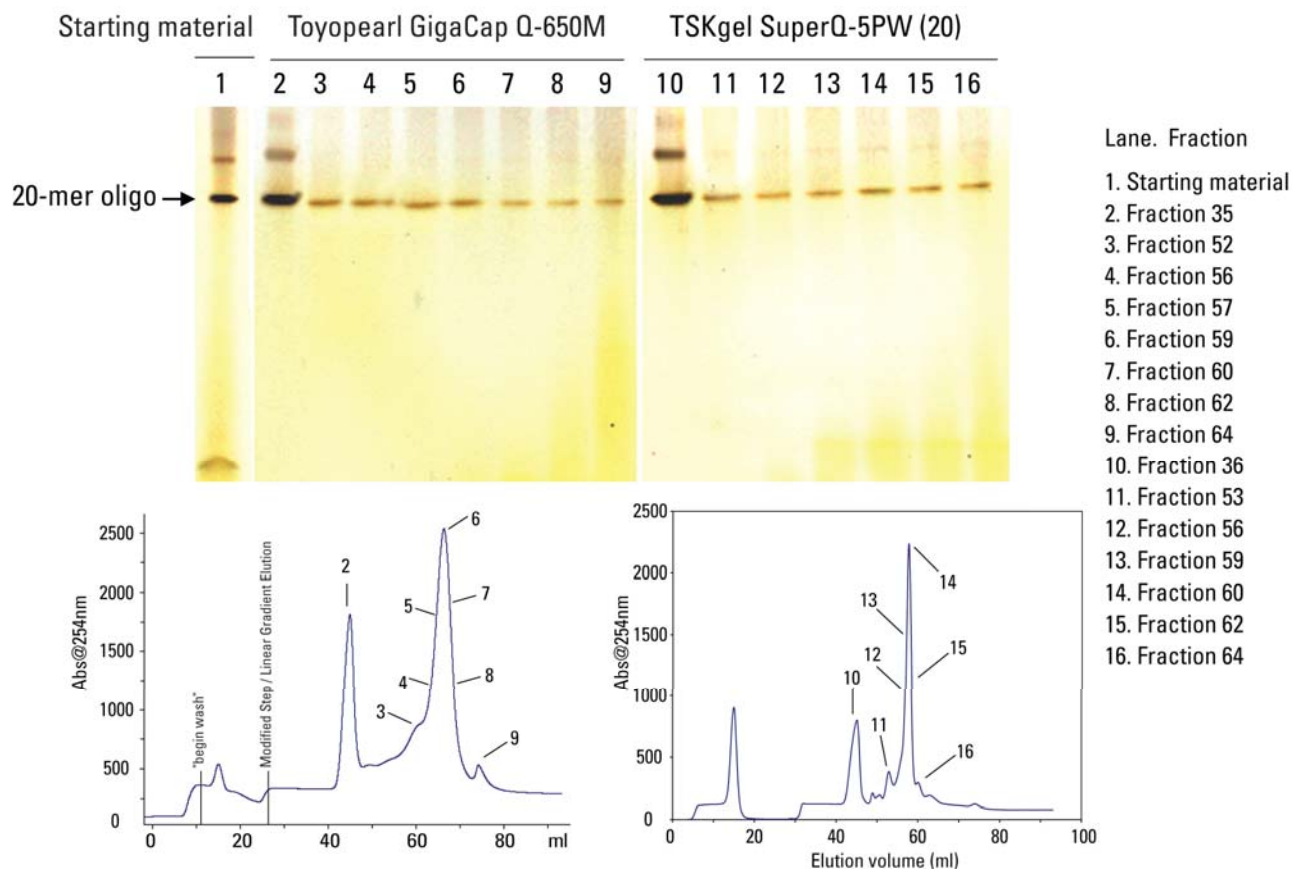 Starting material Toyopearl GigaCap Q-650M TSKgel SuperQ-5PW (20)
1 2 3 4 5 6 7 8 9 10 11 12 13 14 15 16
20-mer oligo
Lane. Fraction
1. Starting material
2. Fraction 35
3. Fraction 52
4. Fraction 56
5. Fraction 57
6. Fraction 59
7. Fraction 60
8. Fraction 62
9. Fraction 64
10. Fraction 36
11. Fraction 53
12. Fraction 56
13. Fraction 59
14. Fraction 60
15. Fraction 62
16. Fraction 64
Abs@254nm
2500
2000
1500
1000
500
0
"begin wash"
Modified Step / Linear Gradient Elution
2
3
4
5
6
7
8
9
0 20 40 60 80 ml
Abs@254nm
2500
2000
1500
1000
500
0
10
11
12
13
14
15
16
0 20 40 60 80 100
Elution volume (ml)